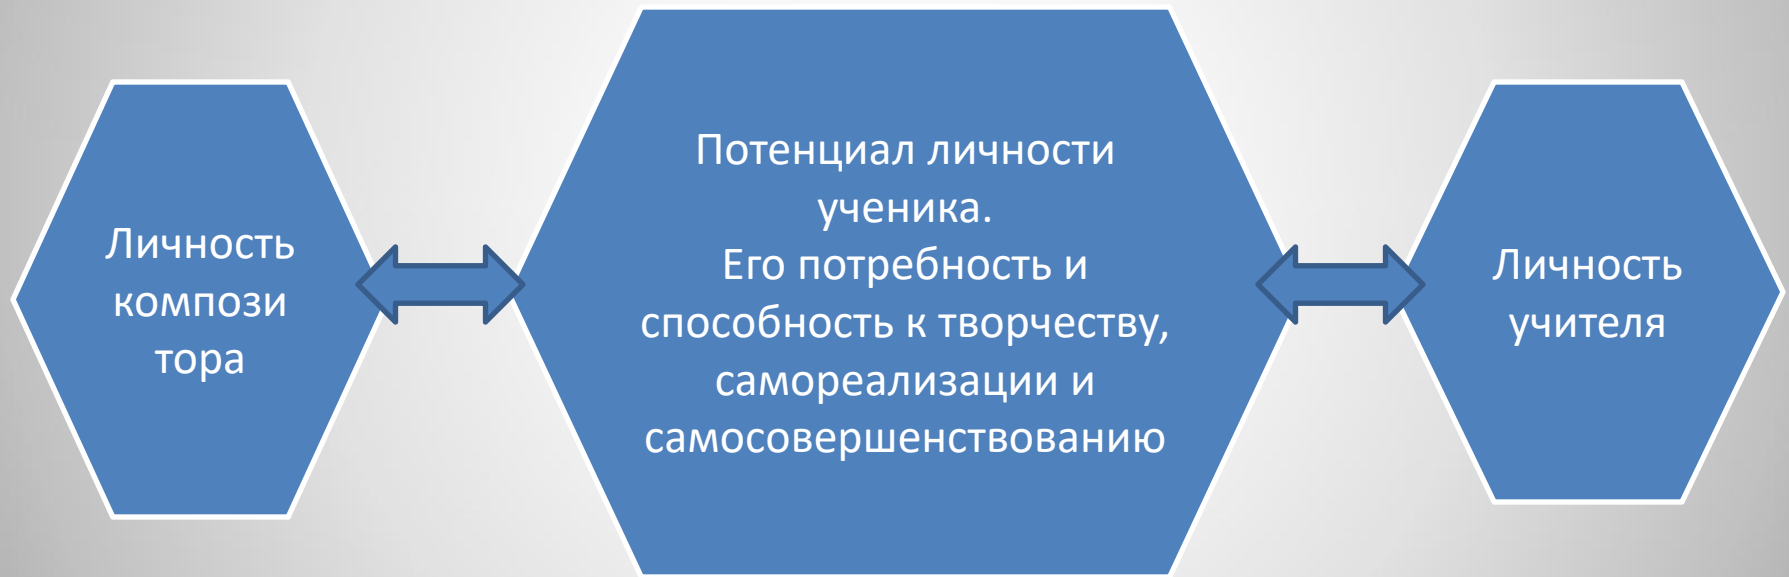 Личность
компози
тора
Потенциал личности
ученика.
Его потребность и
способность к творчеству,
самореализации и
самосовершенствованию
Личность
учителя